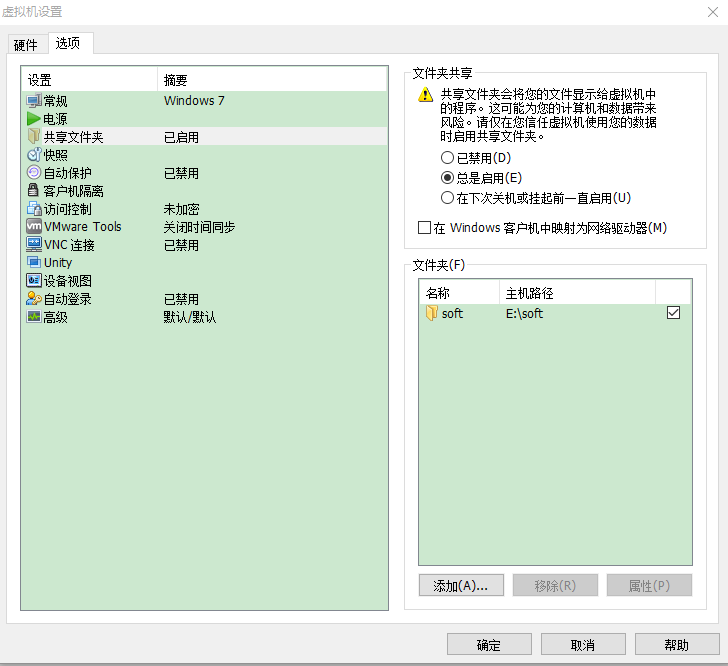 虚拟机设置
硬件 选项
设置 摘要
常规 Windows 7
电源
共享文件夹 已启用
快照
自动保护 已禁用
客户机隔离
访问控制 未加密
VMware Tools 关闭时间同步
VNC 连接 已禁用
Unity
设备视图
自动登录 已禁用
高级 默认/默认
文件夹共享
共享文件夹会将您的文件显示给虚拟机中
的程序。这可能为您的计算机和数据带来
风险。请仅在您信任虚拟机使用您的数据
时启用共享文件夹。
已禁用(D)
总是启用(E)
在下次关机或挂起前一直启用(U)
在 Windows 客户机中映射为网络驱动器(M)
文件夹(F)
名称 主机路径
soft E:\soft
添加(A)... 移除(R) 属性(P)
确定 取消 帮助